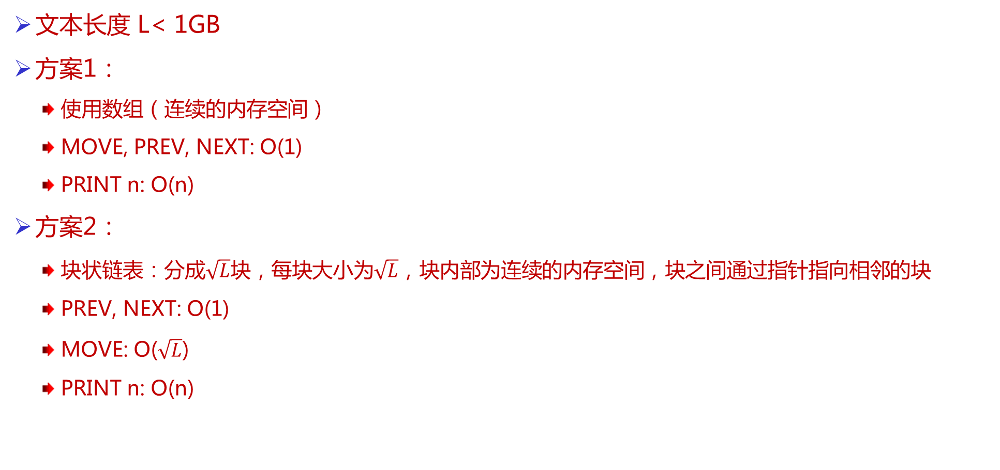 文本长度 L< 1GB
方案1：
使用数组（连续的内存空间）
MOVE, PREV, NEXT: O(1)
PRINT n: O(n)
方案2：
块状链表：分成√L块，每块大小为√L，块内部为连续的内存空间，块之间通过指针指向相邻的块
PREV, NEXT: O(1)
MOVE: O(√L)
PRINT n: O(n)